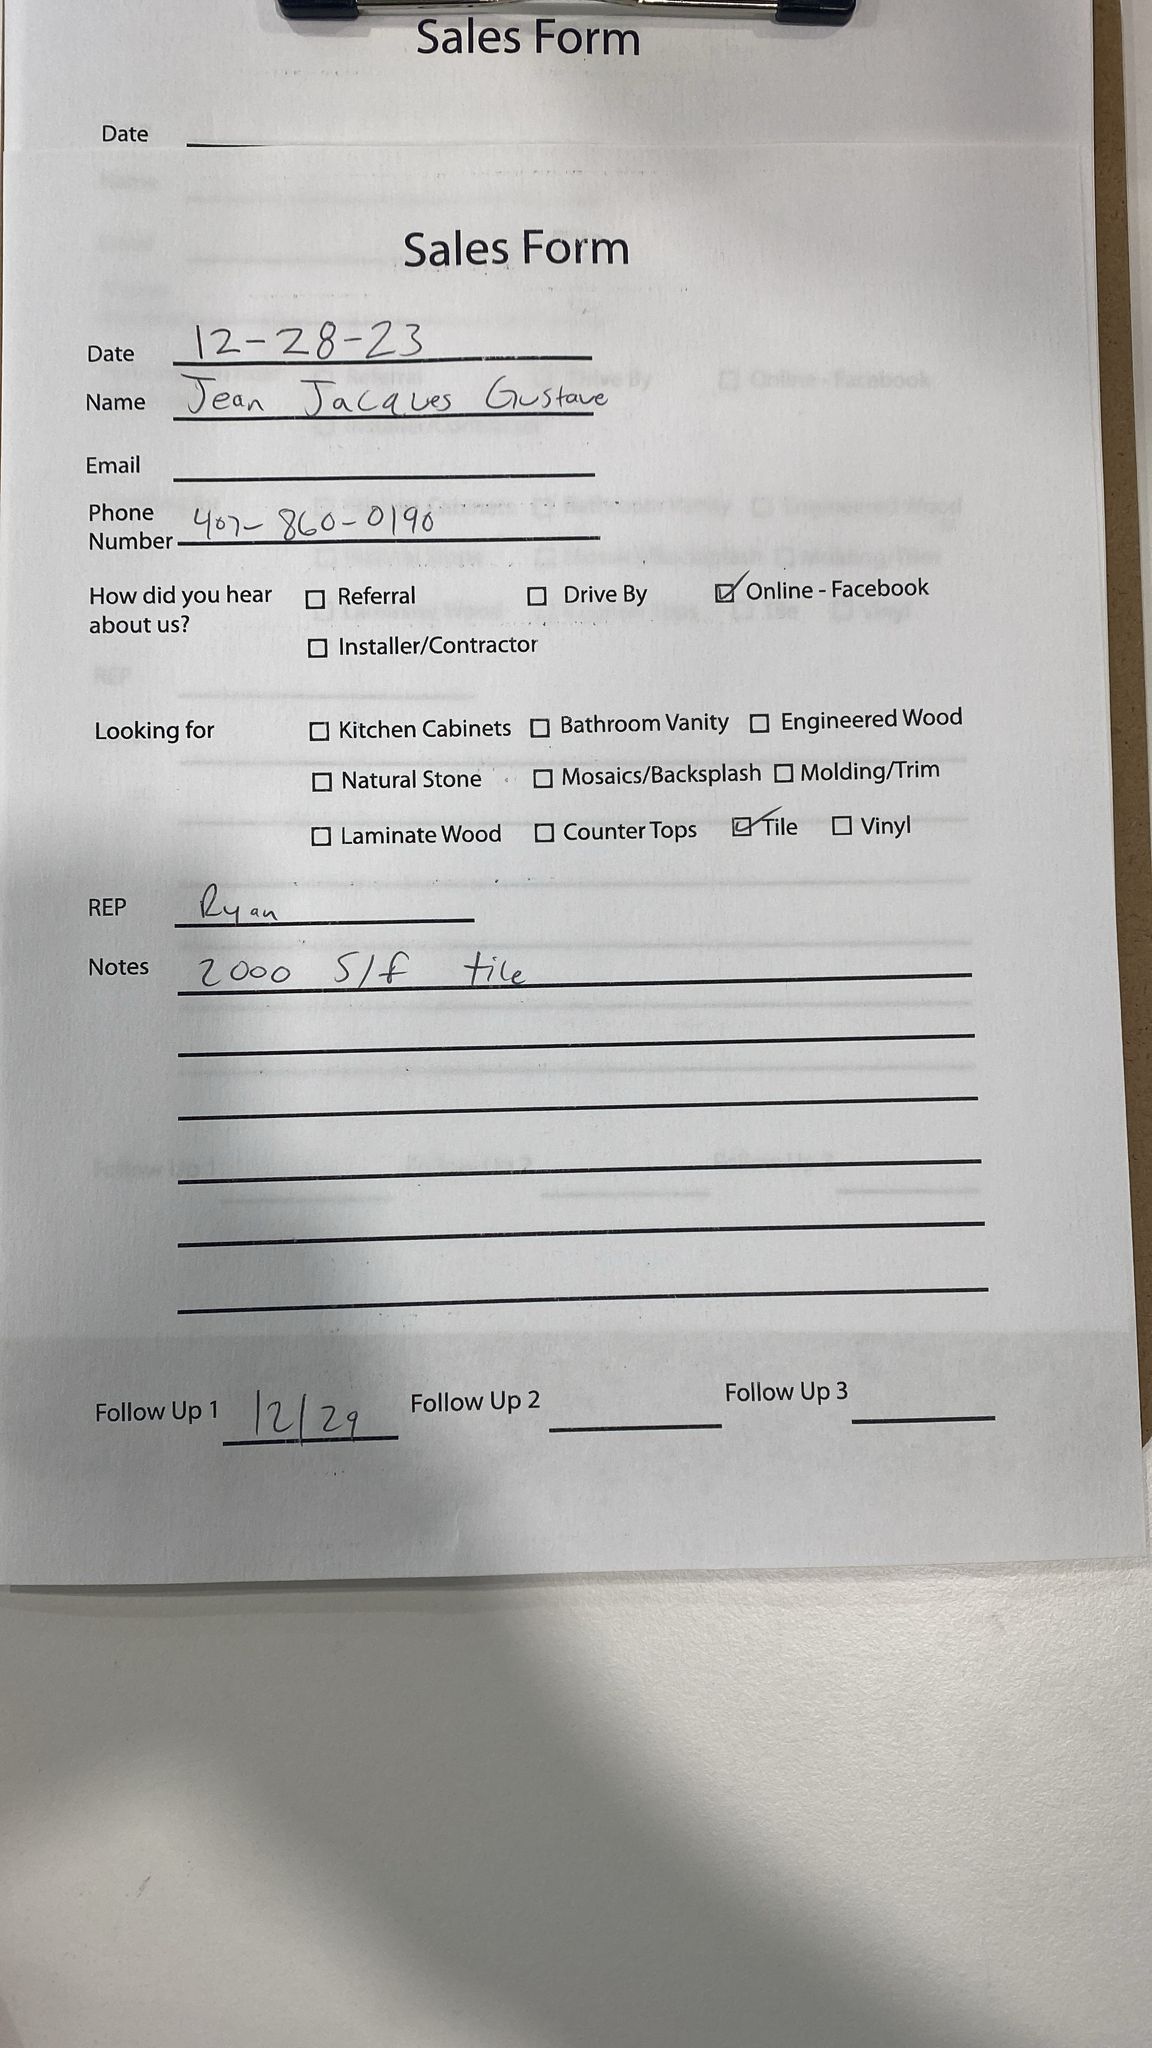 Sales Form
Date
Sales Form
Date 12-28-23
Name Jean Jacques Gustave
Email
Phone
Number 407-860-0190
How did you hear ☐ Referral ☐ Drive By ☑ Online - Facebook
about us?
☐ Installer/Contractor
Looking for ☐ Kitchen Cabinets ☐ Bathroom Vanity ☐ Engineered Wood
☐ Natural Stone ☐ Mosaics/Backsplash ☐ Molding/Trim
☐ Laminate Wood ☐ Counter Tops ☑ Tile ☐ Vinyl
REP Ryan
Notes 2000 S/f tile
Follow Up 1 12/29 Follow Up 2 Follow Up 3